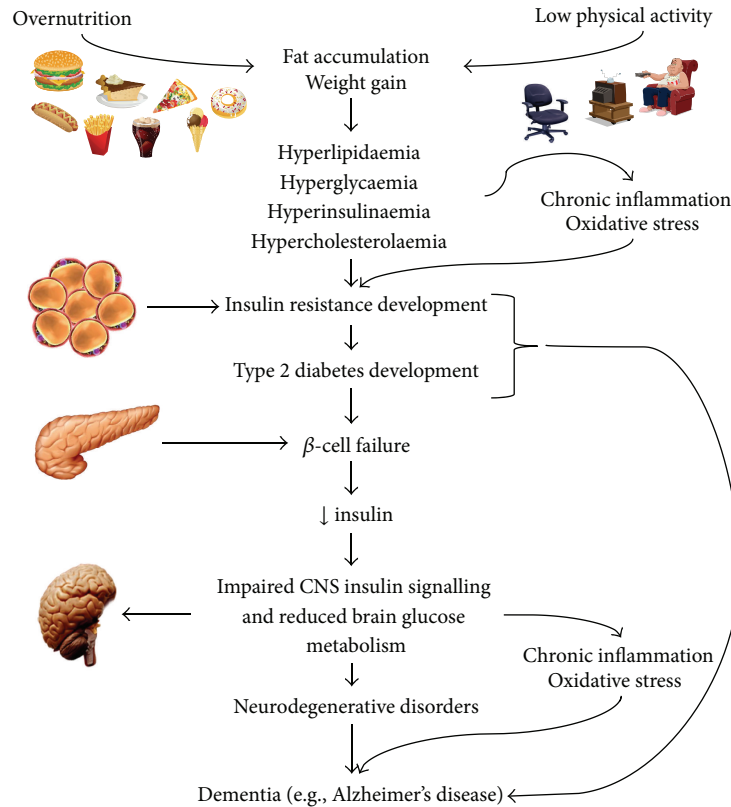 Overnutrition
Low physical activity
Fat accumulation
Weight gain
Hyperlipidaemia
Hyperglycaemia
Hyperinsulinaemia
Hypercholesterolaemia
Chronic inflammation
Oxidative stress
Insulin resistance development
Type 2 diabetes development
β-cell failure
↓ insulin
Impaired CNS insulin signalling
and reduced brain glucose
metabolism
Chronic inflammation
Oxidative stress
Neurodegenerative disorders
Dementia (e.g., Alzheimer's disease)